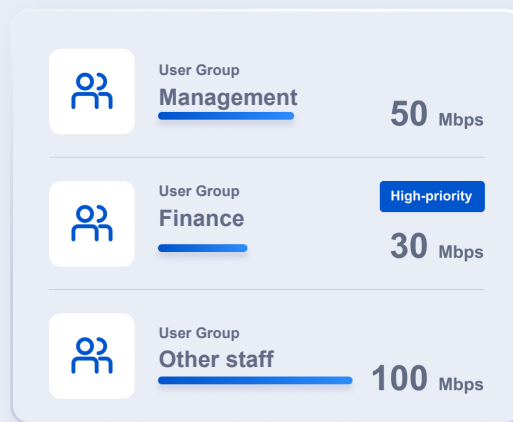 User Group
Management
50 Mbps
User Group
Finance
High-priority
30 Mbps
User Group
Other staff
100 Mbps